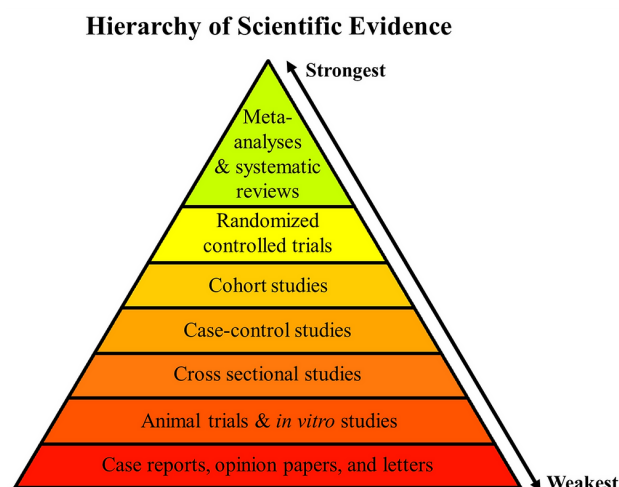 Hierarchy of Scientific Evidence
Strongest
Meta-
analyses
& systematic
reviews
Randomized
controlled trials
Cohort studies
Case-control studies
Cross sectional studies
Animal trials & in vitro studies
Case reports, opinion papers, and letters
Weakest